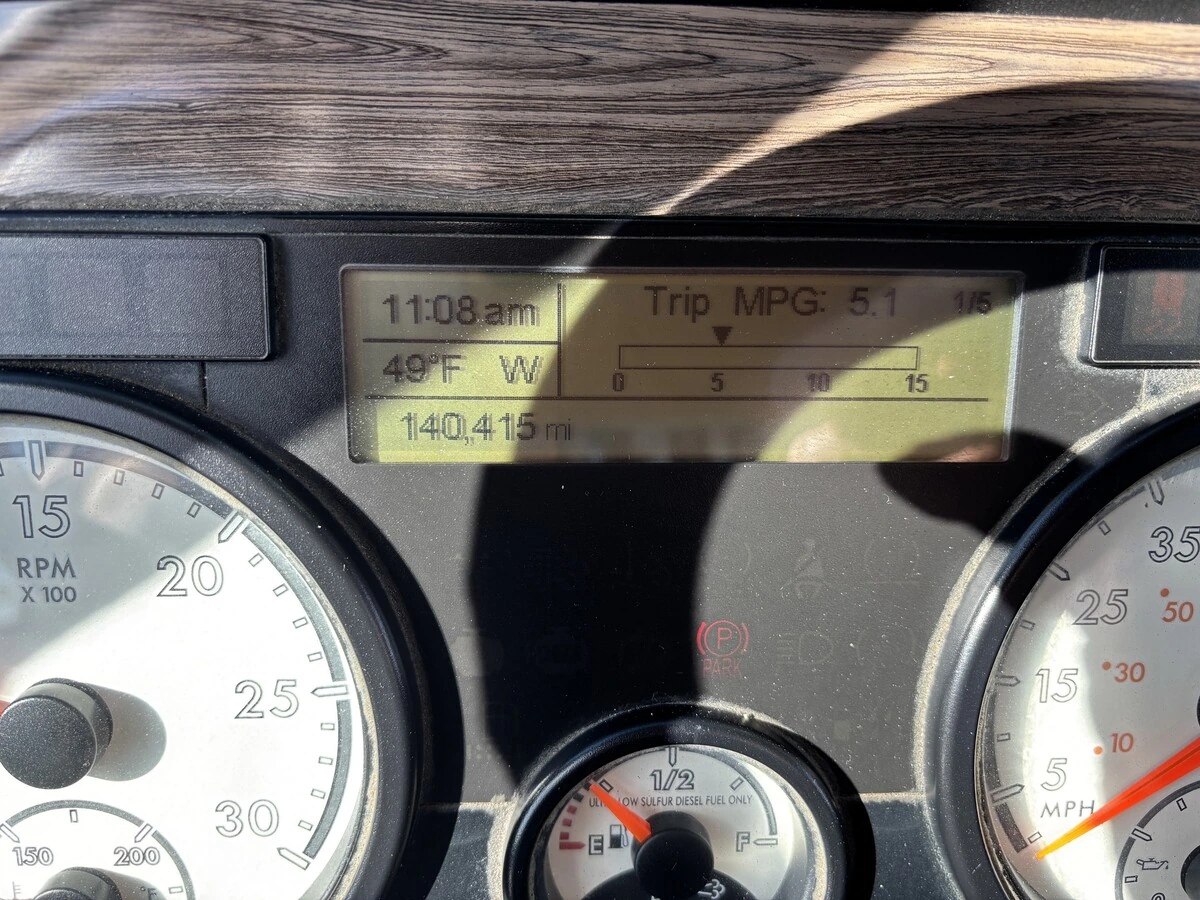 11:08 am
Trip MPG: 5.1 1/5
49°F W
0 5 10 15
140,415 mi
15
RPM
X 100
20
25
30
150 200
°F
PARK
P
1/2
ULTRA LOW SULFUR DIESEL FUEL ONLY
E F
35
25
50
15
30
10
5
MPH
0